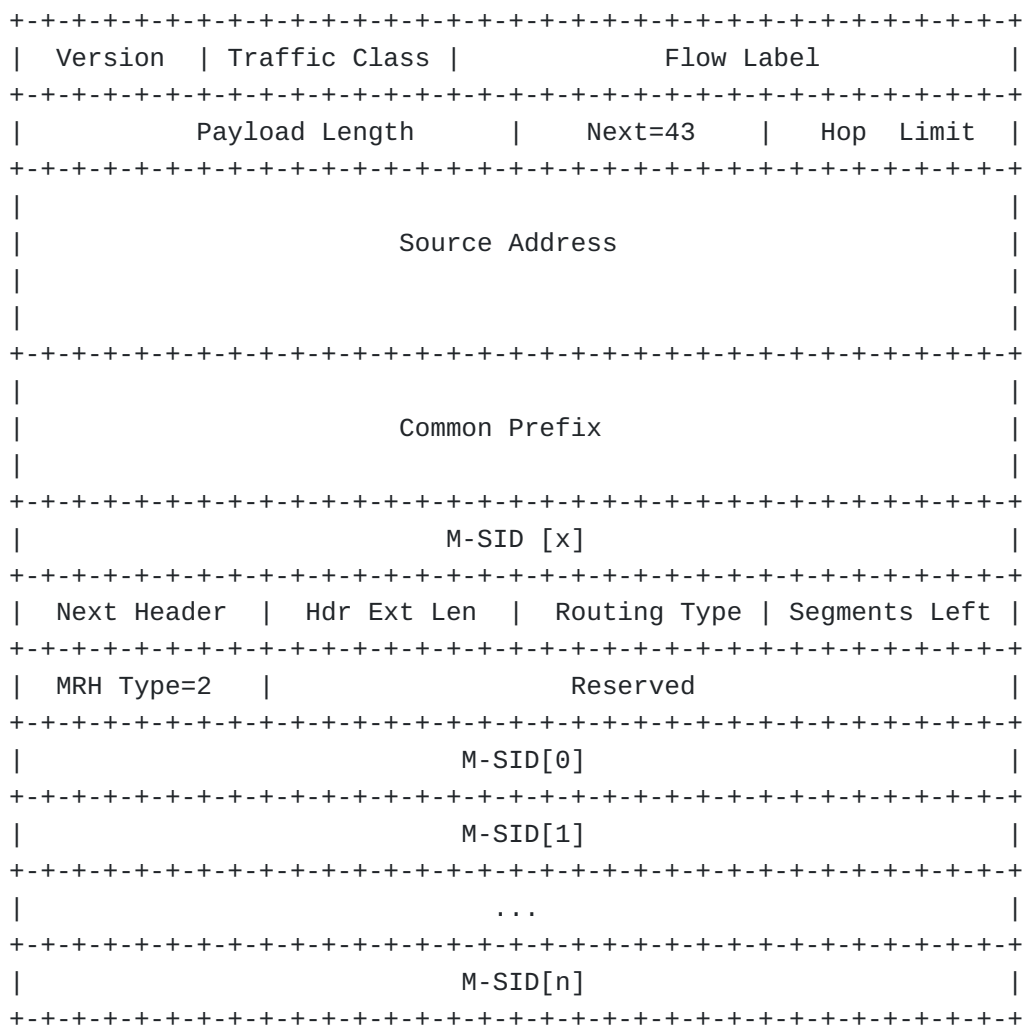 +-+-+-+-+-+-+-+-+-+-+-+-+-+-+-+-+-+-+-+-+-+-+-+-+-+-+-+-+-+-+-+-+
|  Version  | Traffic Class |             Flow Label            |
+-+-+-+-+-+-+-+-+-+-+-+-+-+-+-+-+-+-+-+-+-+-+-+-+-+-+-+-+-+-+-+-+
|           Payload Length      |    Next=43    |   Hop  Limit  |
+-+-+-+-+-+-+-+-+-+-+-+-+-+-+-+-+-+-+-+-+-+-+-+-+-+-+-+-+-+-+-+-+
|                                                               |
|                        Source Address                         |
|                                                               |
|                                                               |
+-+-+-+-+-+-+-+-+-+-+-+-+-+-+-+-+-+-+-+-+-+-+-+-+-+-+-+-+-+-+-+-+
|                                                               |
|                        Common Prefix                          |
|                                                               |
+-+-+-+-+-+-+-+-+-+-+-+-+-+-+-+-+-+-+-+-+-+-+-+-+-+-+-+-+-+-+-+-+
|                           M-SID [x]                           |
+-+-+-+-+-+-+-+-+-+-+-+-+-+-+-+-+-+-+-+-+-+-+-+-+-+-+-+-+-+-+-+-+
|  Next Header  |  Hdr Ext Len  |  Routing Type | Segments Left |
+-+-+-+-+-+-+-+-+-+-+-+-+-+-+-+-+-+-+-+-+-+-+-+-+-+-+-+-+-+-+-+-+
|  MRH Type=2   |                   Reserved                    |
+-+-+-+-+-+-+-+-+-+-+-+-+-+-+-+-+-+-+-+-+-+-+-+-+-+-+-+-+-+-+-+-+
|                            M-SID[0]                           |
+-+-+-+-+-+-+-+-+-+-+-+-+-+-+-+-+-+-+-+-+-+-+-+-+-+-+-+-+-+-+-+-+
|                            M-SID[1]                           |
+-+-+-+-+-+-+-+-+-+-+-+-+-+-+-+-+-+-+-+-+-+-+-+-+-+-+-+-+-+-+-+-+
|                              ...                              |
+-+-+-+-+-+-+-+-+-+-+-+-+-+-+-+-+-+-+-+-+-+-+-+-+-+-+-+-+-+-+-+-+
|                            M-SID[n]                           |
+-+-+-+-+-+-+-+-+-+-+-+-+-+-+-+-+-+-+-+-+-+-+-+-+-+-+-+-+-+-+-+-+